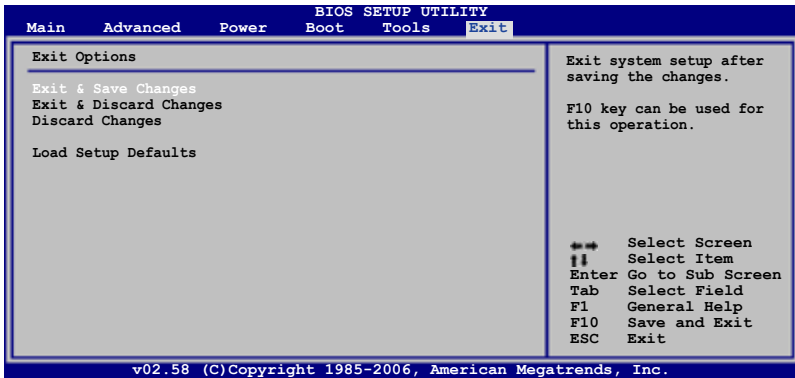 BIOS SETUP UTILITY
Main Advanced Power Boot Tools Exit
Exit Options
Exit & Save Changes
Exit & Discard Changes
Discard Changes
Load Setup Defaults
Exit system setup after
saving the changes.
F10 key can be used for
this operation.
←→ Select Screen
↑↓ Select Item
Enter Go to Sub Screen
Tab Select Field
F1 General Help
F10 Save and Exit
ESC Exit
v02.58 (C)Copyright 1985-2006, American Megatrends, Inc.